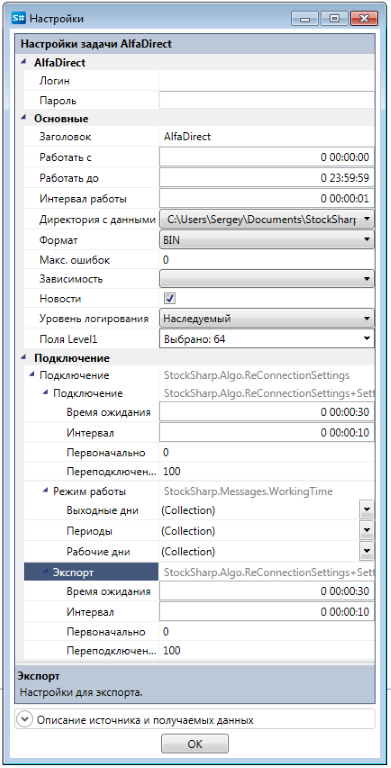 S# Настройки
Настройки задачи AlfaDirect
AlfaDirect
Логин
Пароль
Основные
Заголовок AlfaDirect
Работать с 0 00:00:00
Работать до 0 23:59:59
Интервал работы 0 00:00:01
Директория с данными C:\Users\Sergey\Documents\StockSharp
Формат BIN
Макс. ошибок 0
Зависимость
Новости
Уровень логирования Наследуемый
Поля Level1 Выбрано: 64
Подключение
Подключение StockSharp.Algo.ReConnectionSettings
Подключение StockSharp.Algo.ReConnectionSettings+Sett
Время ожидания 0 00:00:30
Интервал 0 00:00:10
Первоначально 0
Переподключен... 100
Режим работы StockSharp.Messages.WorkingTime
Выходные дни (Collection)
Периоды (Collection)
Рабочие дни (Collection)
Экспорт StockSharp.Algo.ReConnectionSettings+Sett
Время ожидания 0 00:00:30
Интервал 0 00:00:10
Первоначально 0
Переподключен... 100
Экспорт
Настройки для экспорта.
Описание источника и получаемых данных
OK